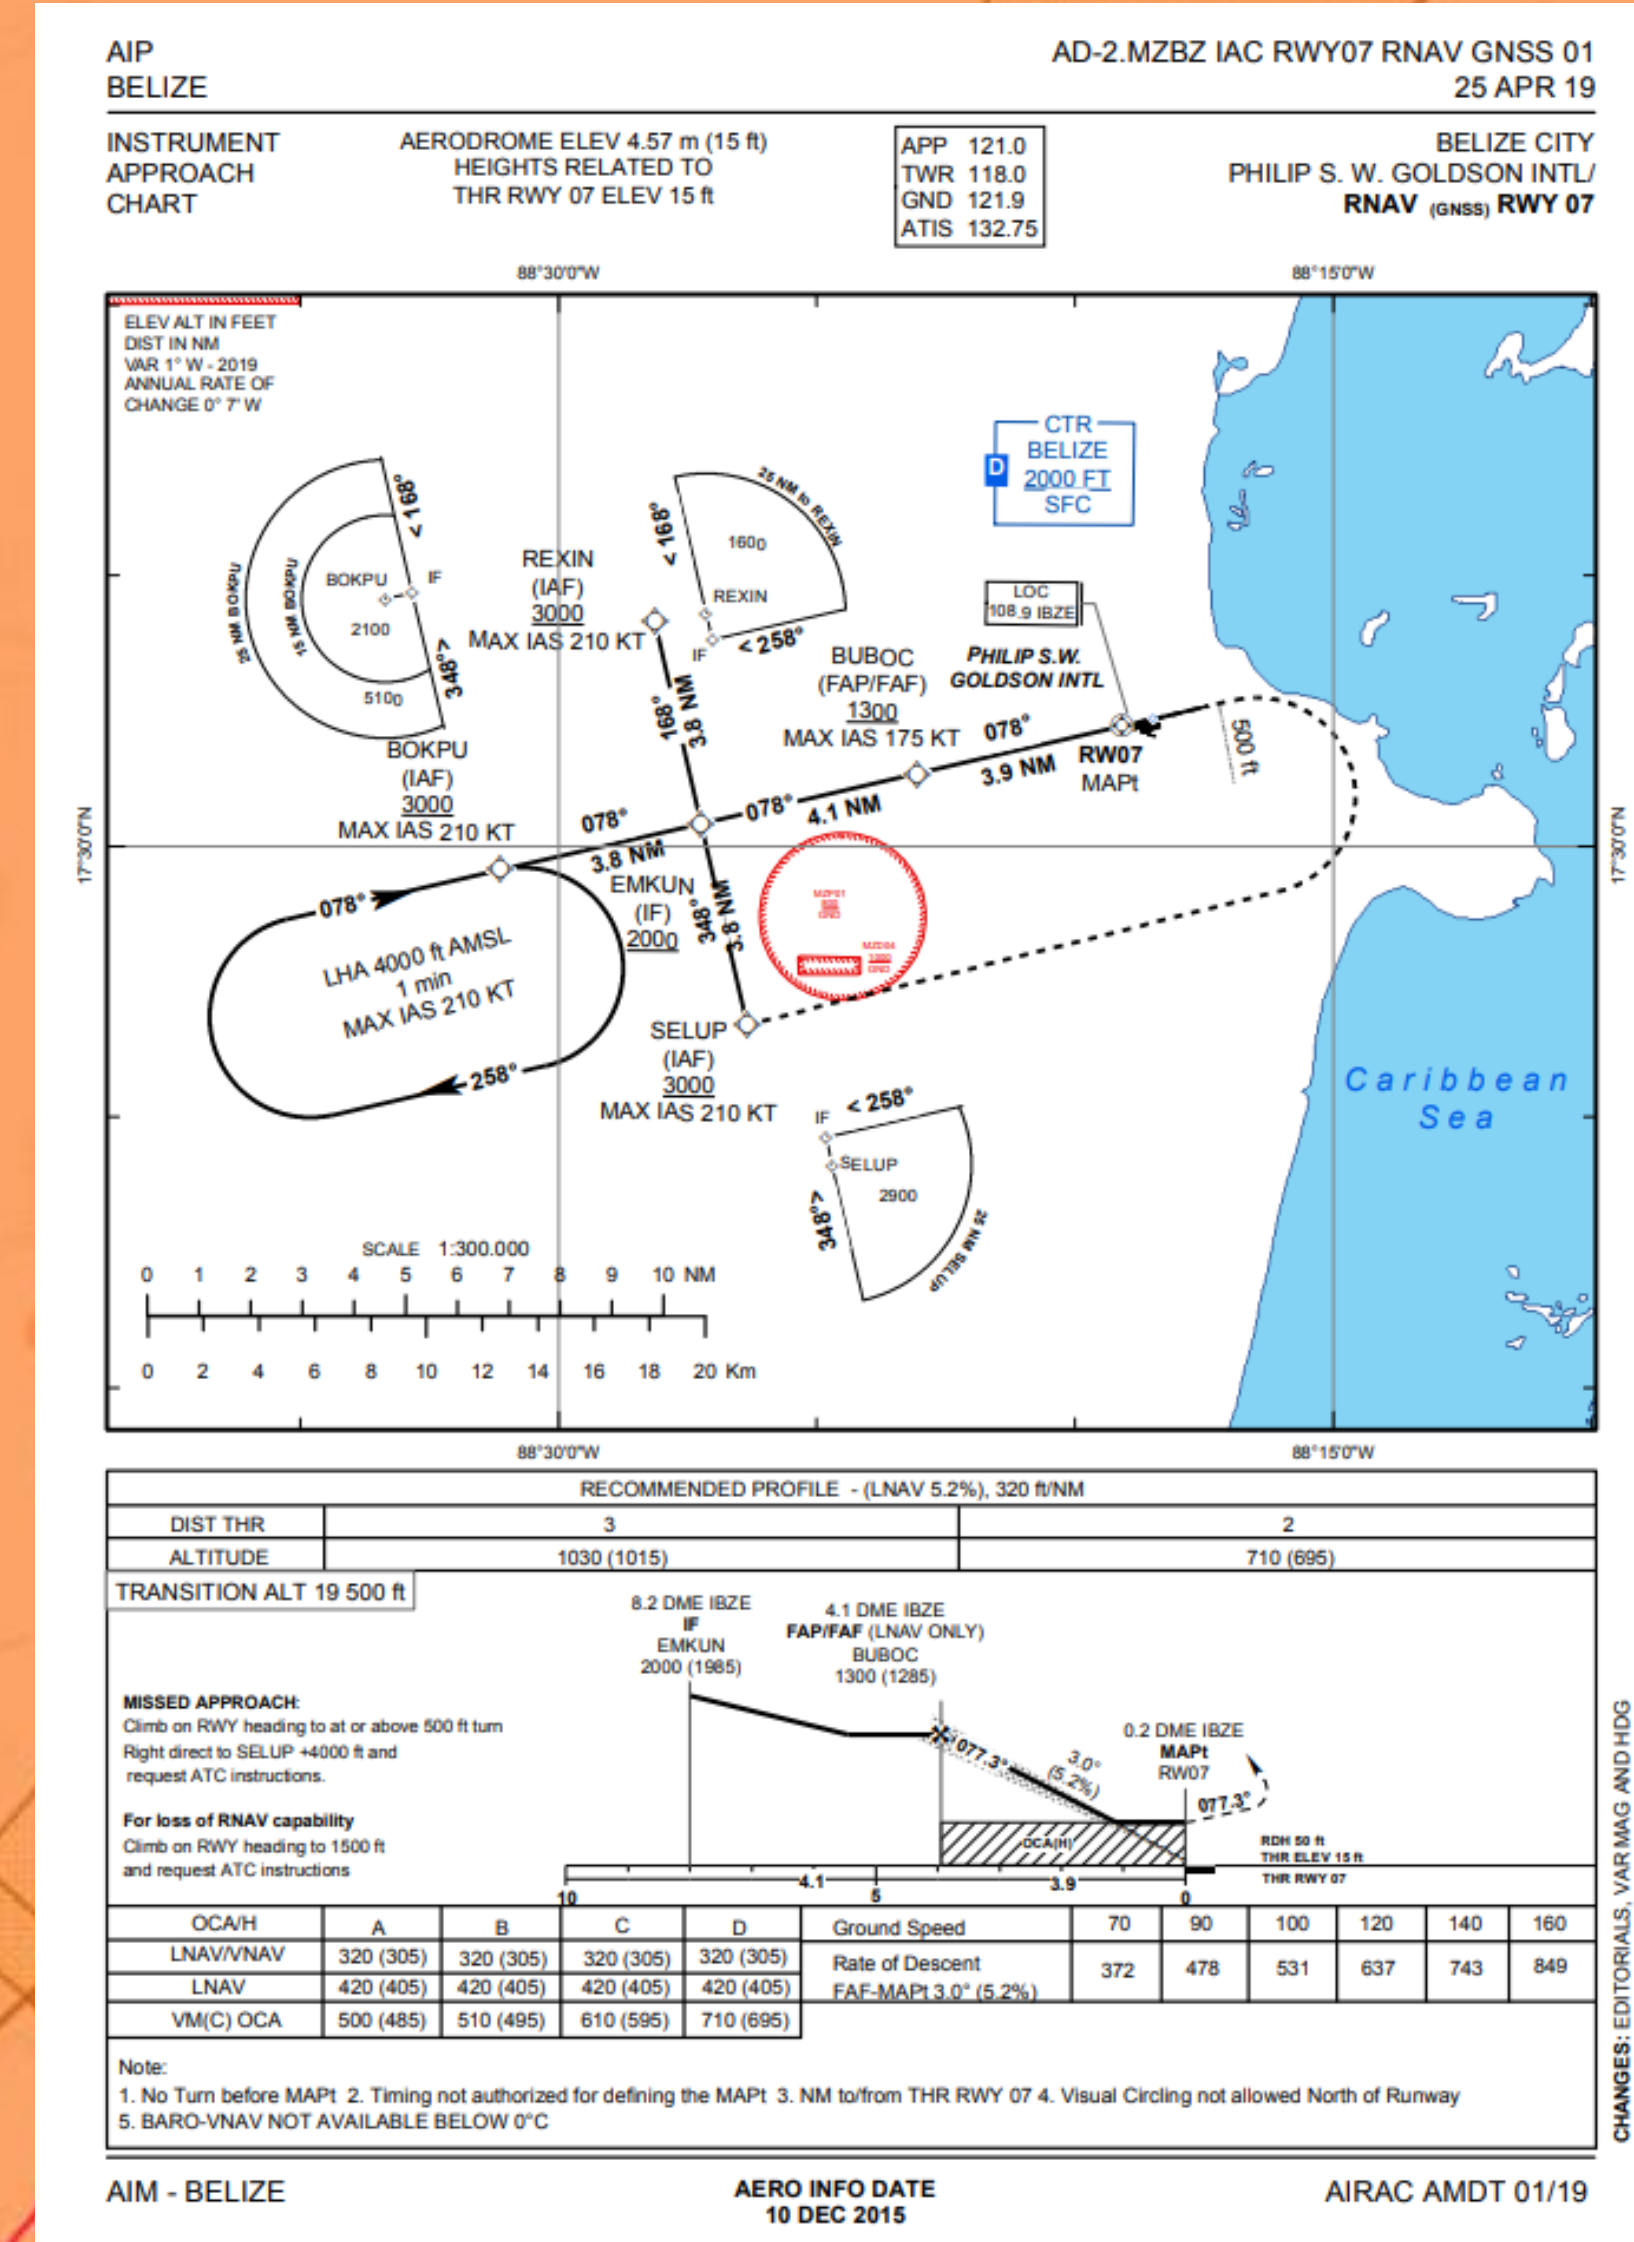 AIP
BELIZE
AD-2.MZBZ IAC RWY07 RNAV GNSS 01
25 APR 19
INSTRUMENT
APPROACH
CHART
AERODROME ELEV 4.57 m (15 ft)
HEIGHTS RELATED TO
THR RWY 07 ELEV 15 ft
APP 121.0
TWR 118.0
GND 121.9
ATIS 132.75
BELIZE CITY
PHILIP S. W. GOLDSON INTL/
RNAV (GNSS) RWY 07
88°30'0"W
88°15'0"W
ELEV ALT IN FEET
DIST IN NM
VAR 1° W - 2019
ANNUAL RATE OF
CHANGE 0° 7' W
CTR
BELIZE
2000 FT
SFC
D
< 168°
25 NM BOKPU
15 NM BOKPU
BOKPU
IF
2100
5100
348° >
< 168°
25 NM to REXIN
1600
REXIN
IF
< 258°
REXIN
(IAF)
3000
MAX IAS 210 KT
LOC
108.9 IBZE
PHILIP S.W.
GOLDSON INTL
BUBOC
(FAP/FAF)
1300
MAX IAS 175 KT
168°
3.8 NM
078°
3.9 NM
RW07
MAPt
500 ft
BOKPU
(IAF)
3000
MAX IAS 210 KT
078°
3.8 NM
078°
4.1 NM
17°30'0"N
17°30'0"N
EMKUN
(IF)
2000
348°
3.8 NM
MZP01
GND
MZD04
GND
078°
LHA 4000 ft AMSL
1 min
MAX IAS 210 KT
258°
SELUP
(IAF)
3000
MAX IAS 210 KT
IF
< 258°
SELUP
2900
348° >
25 NM SELUP
Caribbean
Sea
SCALE 1:300.000
0 1 2 3 4 5 6 7 8 9 10 NM
0 2 4 6 8 10 12 14 16 18 20 Km
88°30'0"W
88°15'0"W
RECOMMENDED PROFILE - (LNAV 5.2%), 320 ft/NM
DIST THR 3 2
ALTITUDE 1030 (1015) 710 (695)
TRANSITION ALT 19 500 ft
8.2 DME IBZE
IF
EMKUN
2000 (1985)
4.1 DME IBZE
FAP/FAF (LNAV ONLY)
BUBOC
1300 (1285)
MISSED APPROACH:
Climb on RWY heading to at or above 500 ft turn
Right direct to SELUP +4000 ft and
request ATC instructions.
For loss of RNAV capability
Climb on RWY heading to 1500 ft
and request ATC instructions
077.3°
3.0°
(5.2%)
0.2 DME IBZE
MAPt
RW07
077.3°
OCA(H)
RDH 50 ft
THR ELEV 15 ft
THR RWY 07
4.1
3.9
10 5 0
OCA/H A B C D
LNAV/VNAV 320 (305) 320 (305) 320 (305) 320 (305)
LNAV 420 (405) 420 (405) 420 (405) 420 (405)
VM(C) OCA 500 (485) 510 (495) 610 (595) 710 (695)
Ground Speed 70 90 100 120 140 160
Rate of Descent
FAF-MAPt 3.0° (5.2%)
372 478 531 637 743 849
Note:
1. No Turn before MAPt 2. Timing not authorized for defining the MAPt 3. NM to/from THR RWY 07 4. Visual Circling not allowed North of Runway
5. BARO-VNAV NOT AVAILABLE BELOW 0°C
CHANGES: EDITORIALS, VAR MAG AND HDG
AIM - BELIZE
AERO INFO DATE
10 DEC 2015
AIRAC AMDT 01/19